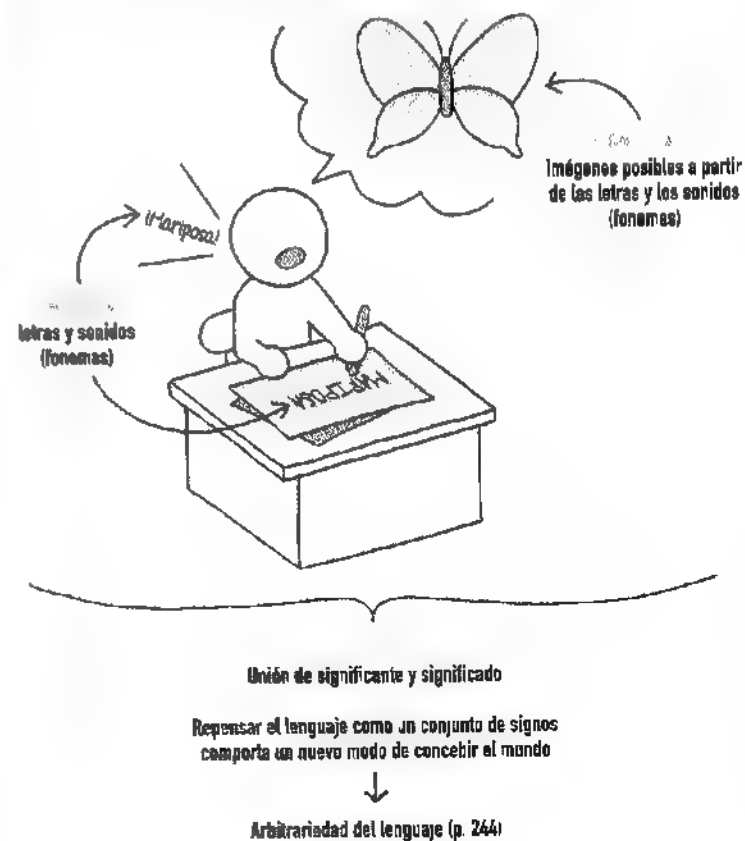 Imágenes posibles a partir
de las letras y los sonidos
(fonemas)
¡Mariposa!
letras y sonidos
(fonemas)
MARIPOSA
Unión de significante y significado
Repensar el lenguaje como un conjunto de signos
comporta un nuevo modo de concebir el mundo
Arbitrariedad del lenguaje (p. 244)